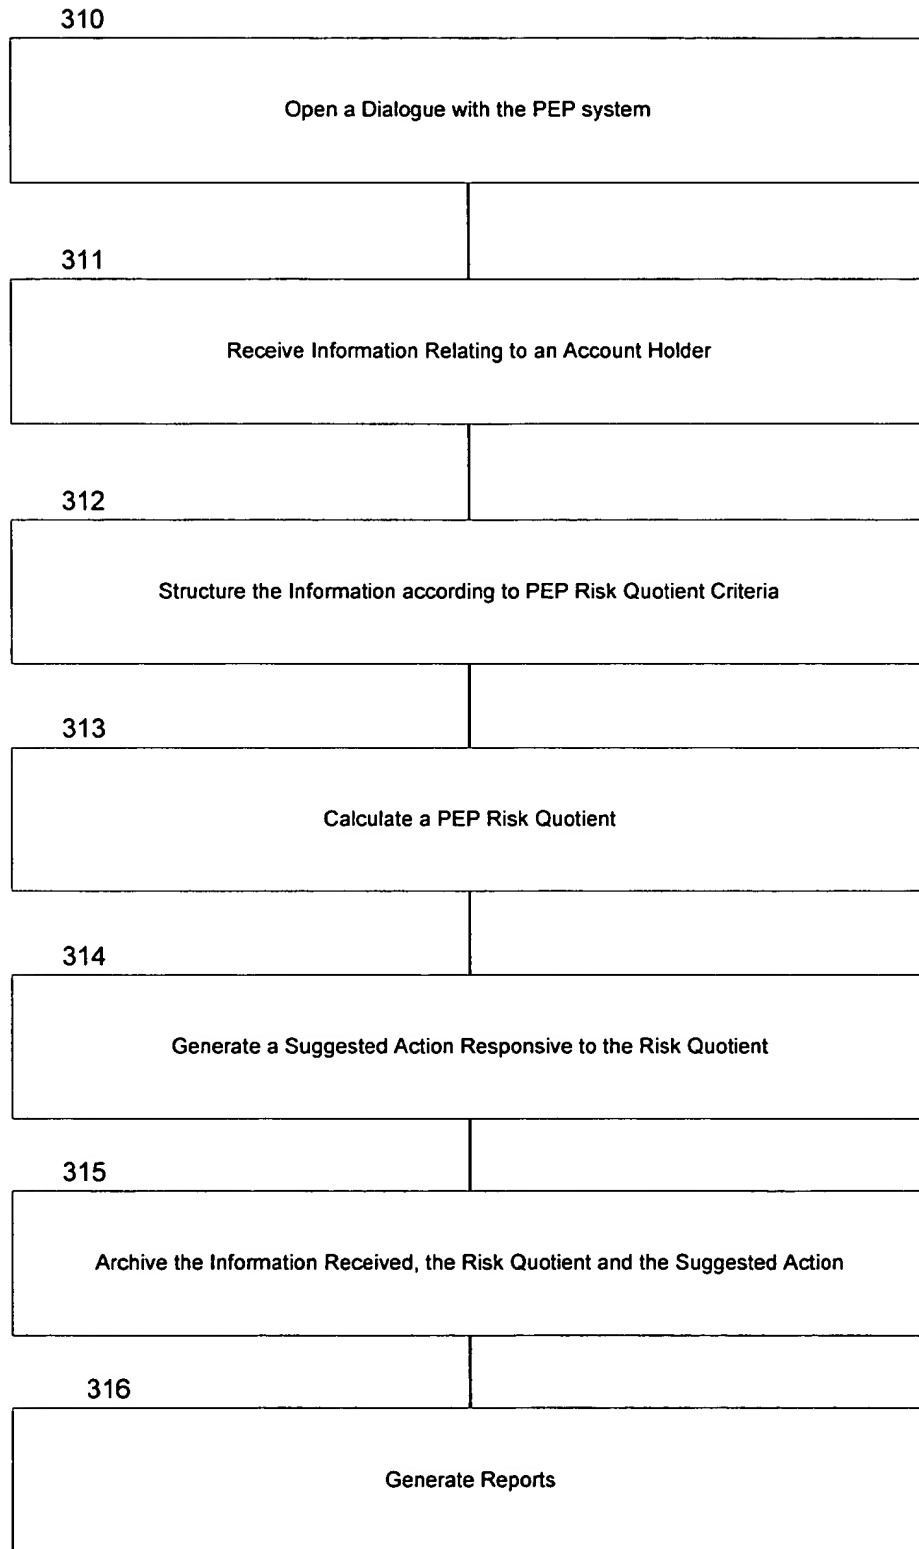 310
Open a Dialogue with the PEP system
311
Receive Information Relating to an Account Holder
312
Structure the Information according to PEP Risk Quotient Criteria
313
Calculate a PEP Risk Quotient
314
Generate a Suggested Action Responsive to the Risk Quotient
315
Archive the Information Received, the Risk Quotient and the Suggested Action
316
Generate Reports